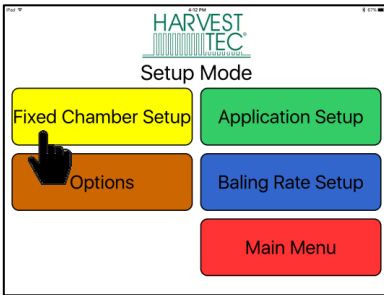 iPad
4:12 PM
67%
HARVEST
TEC
Setup Mode
Fixed Chamber Setup
Application Setup
Options
Baling Rate Setup
Main Menu